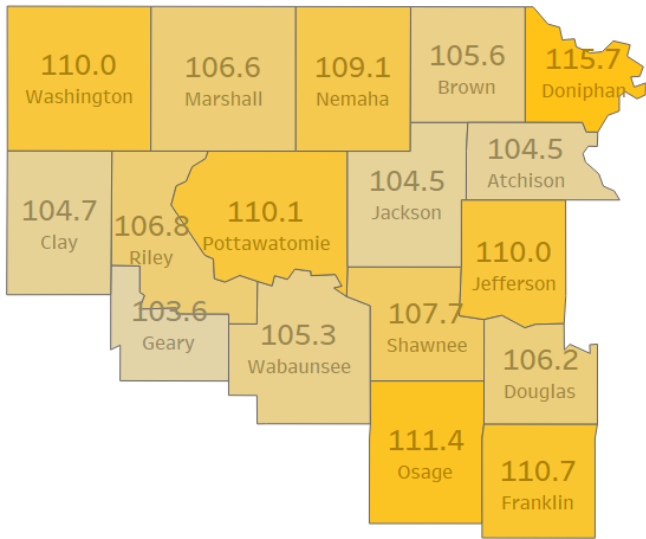 110.0
Washington
106.6
Marshall
109.1
Nemaha
105.6
Brown
115.7
Doniphan
104.7
Clay
106.8
Riley
110.1
Pottawatomie
104.5
Jackson
104.5
Atchison
110.0
Jefferson
103.6
Geary
105.3
Wabaunsee
107.7
Shawnee
106.2
Douglas
111.4
Osage
110.7
Franklin